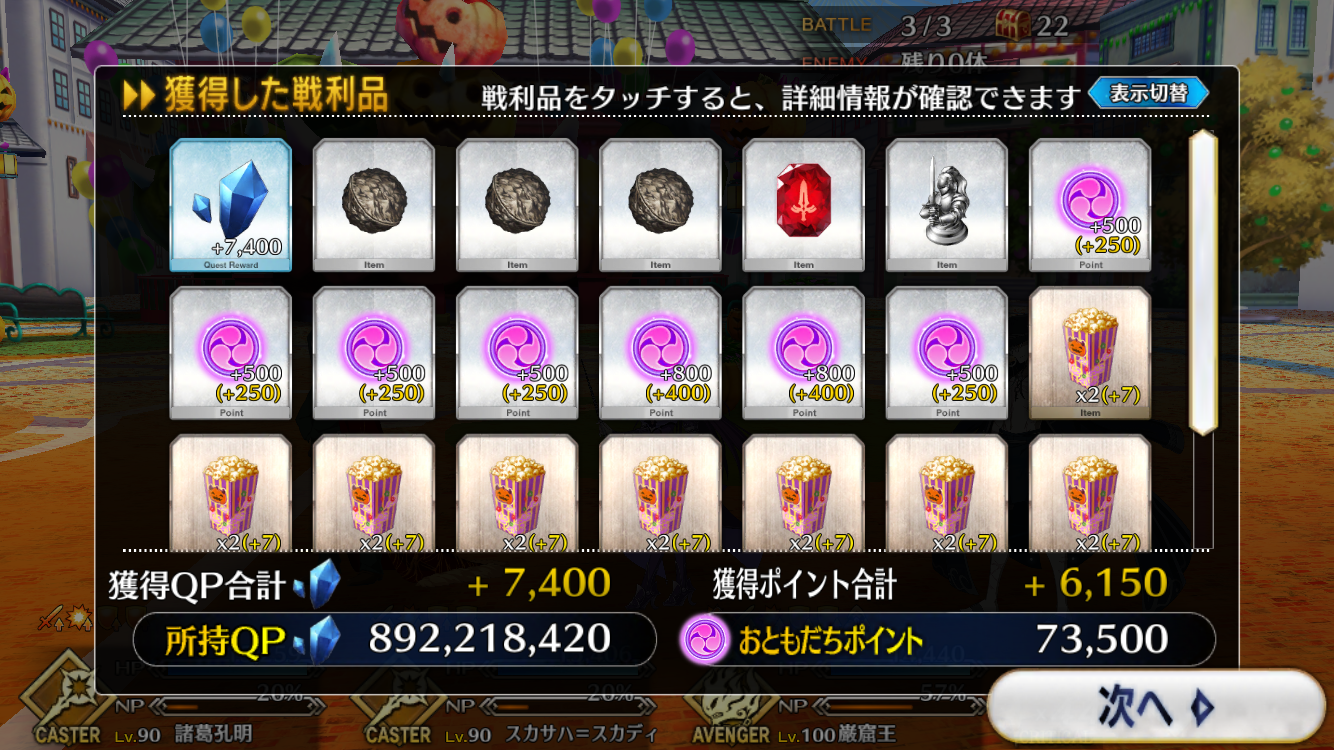 BATTLE 3/3 22
ENEMY 残り0体
獲得した戦利品 戦利品をタッチすると、詳細情報が確認できます 表示切替
+7,400 +500
(+250)
Quest Reward Item Item Item Item Item Point
+500 +500 +500 +800 +800 +500
(+250) (+250) (+250) (+400) (+400) (+250) x2(+7)
Point Point Point Point Point Point Item
x2(+7) x2(+7) x2(+7) x2(+7) x2(+7) x2(+7) x2(+7)
獲得QP合計 + 7,400 獲得ポイント合計 + 6,150
所持QP 892,218,420 おともだちポイント 73,500
HP HP HP
NP 20% NP 20% NP 57%
次へ
CASTER Lv.90 諸葛孔明 CASTER Lv.90 スカサハ=スカディ AVENGER Lv.100 巌窟王